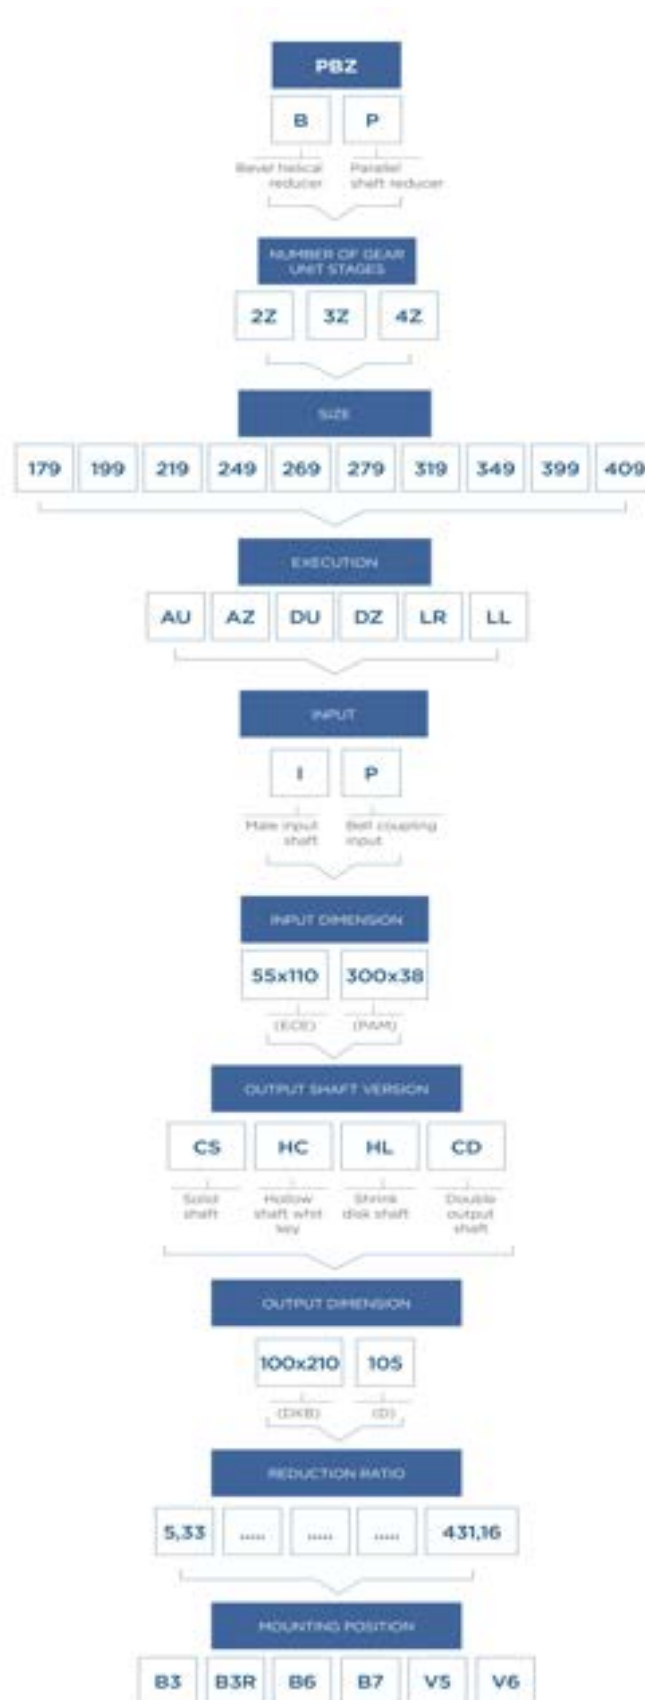 PBZ
B P
Bevel helical Parallel
reducer shaft reducer
NUMBER OF GEAR
UNIT STAGES
2Z 3Z 4Z
SIZE
179 199 219 249 269 279 319 349 399 409
EXECUTION
AU AZ DU DZ LR LL
INPUT
I P
Male input Bell coupling
shaft input
INPUT DIMENSION
55x110 300x38
(EOE) (PAM)
OUTPUT SHAFT VERSION
CS HC HL CD
Solid Hollow Shrink Double
shaft shaft whit disk shaft output
key shaft
OUTPUT DIMENSION
100x210 105
(DXB) (D)
REDUCTION RATIO
5,33 ..... ..... ..... 431,16
MOUNTING POSITION
B3 B3R B6 B7 V5 V6